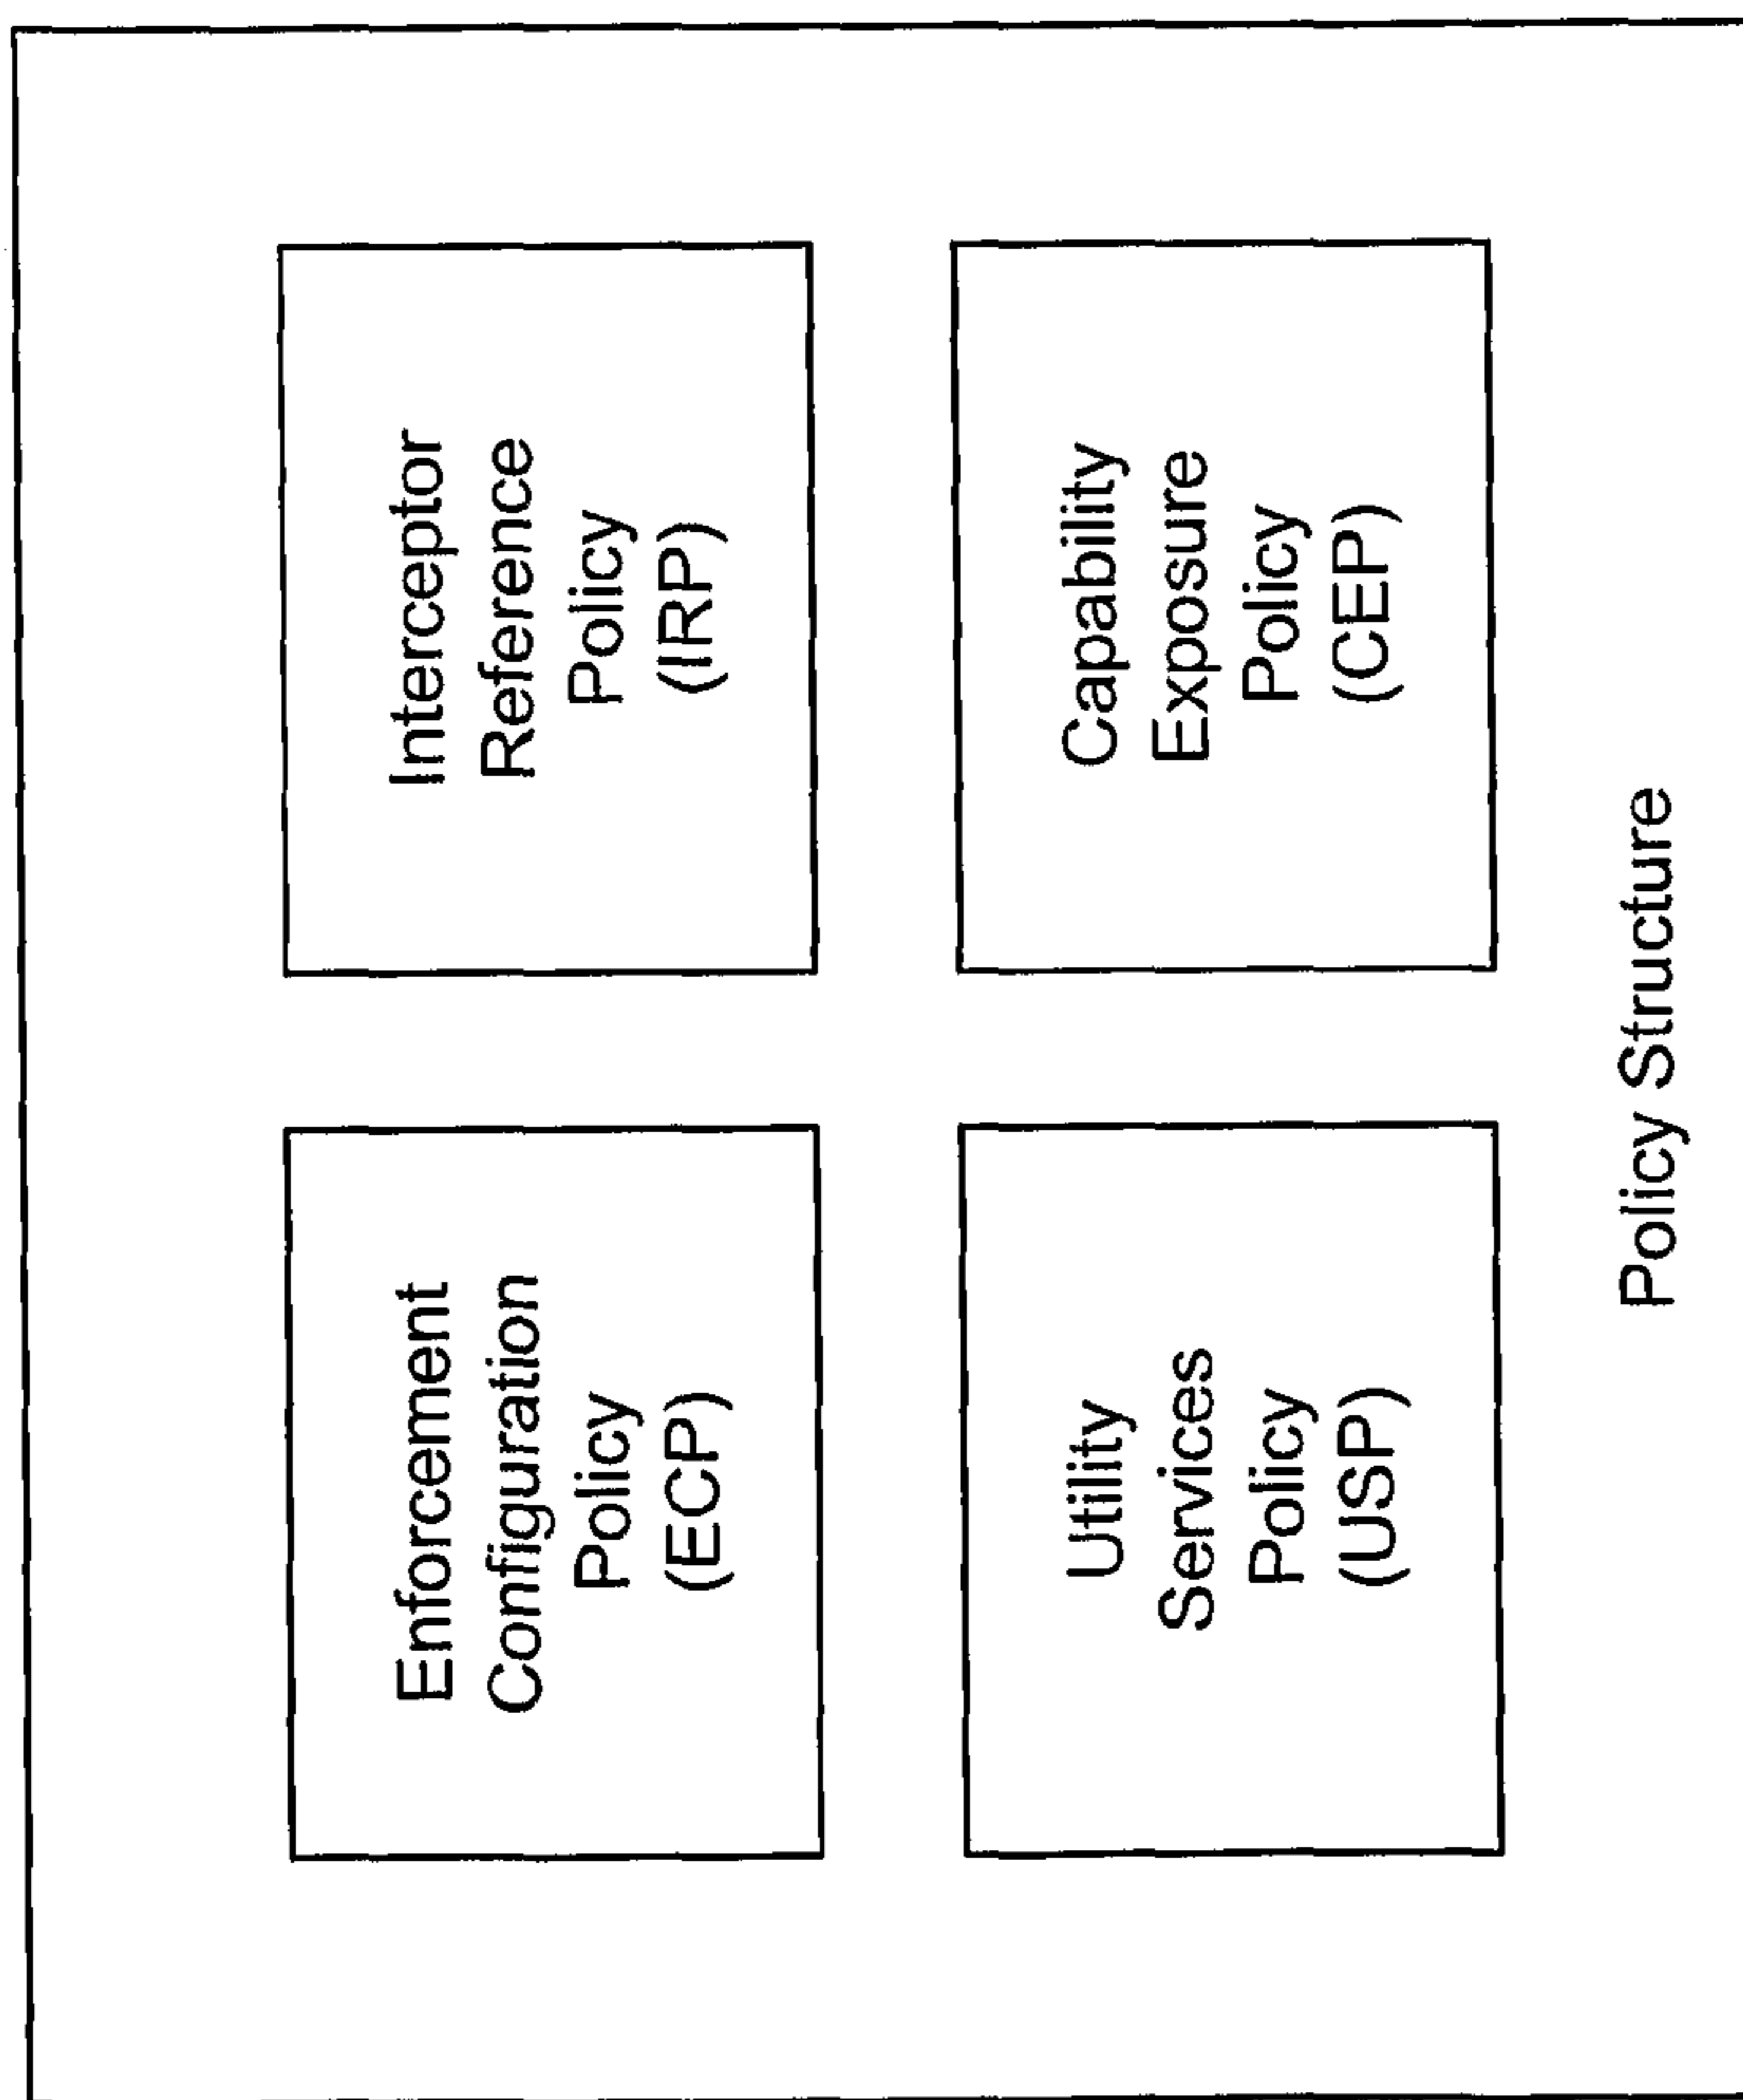 Enforcement
Configuration
Policy
(ECP)
Interceptor
Reference
Policy
(IRP)
Utility
Services
Policy
(USP)
Capability
Exposure
Policy
(CEP)
Policy Structure